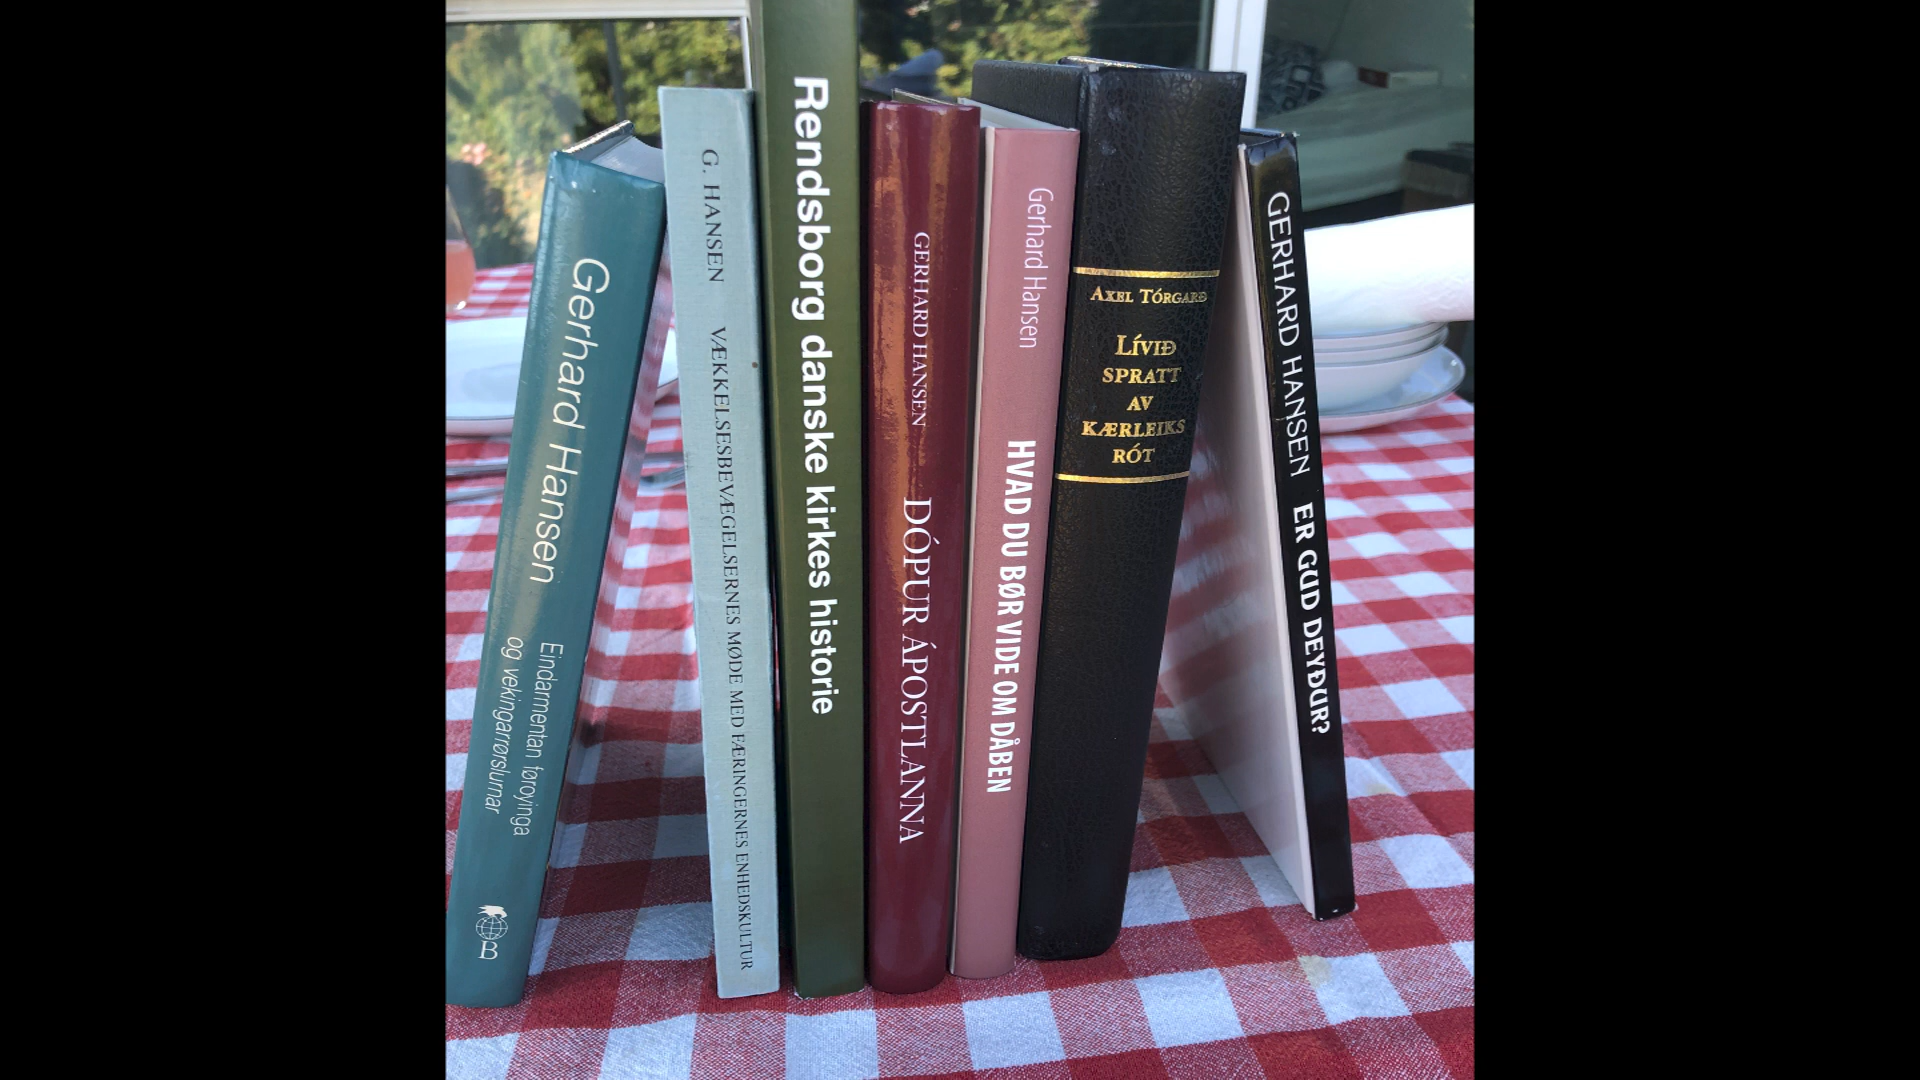 Gerhard Hansen
Eindarmentan føroyinga
og vekingarrørslurnar
B
G. HANSEN
VÆKKELSESBEVÆGELSERNES MØDE MED FÆRINGERNES ENHEDSKULTUR
Rendsborg danske kirkes historie
GERHARD HANSEN
DÓPUR ÁPOSTLANNA
Gerhard Hansen
HVAD DU BØR VIDE OM DÅBEN
AXEL TÓRGARÐ
LÍVIÐ
SPRATT
AV
KÆRLEIKS
RÓT
GERHARD HANSEN
ER GUD DEYÐUR?